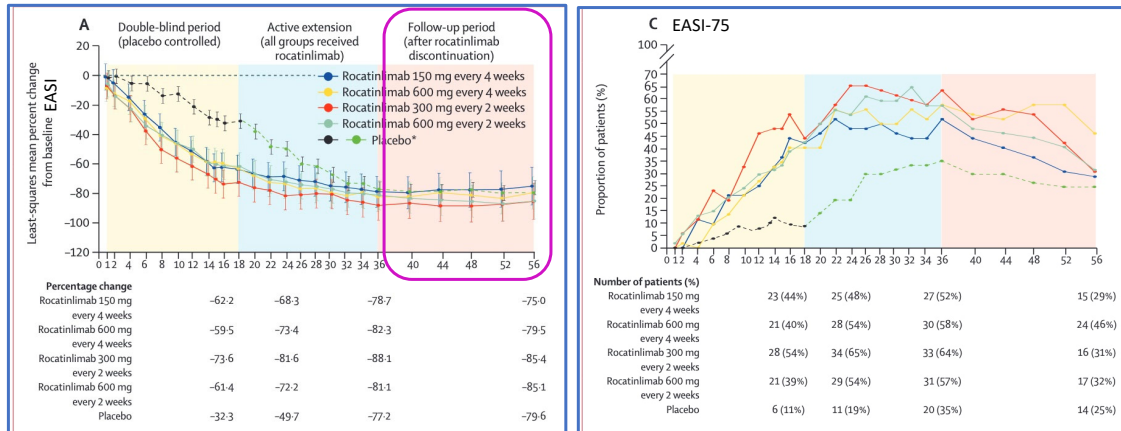 A
Double-blind period
(placebo controlled)
Active extension
(all groups received
rocatinlimab)
Follow-up period
(after rocatinlimab
discontinuation)
Least-squares mean percent change
from baseline EASI
20
0
−20
−40
−60
−80
−100
−120
Rocatinlimab 150 mg every 4 weeks
Rocatinlimab 600 mg every 4 weeks
Rocatinlimab 300 mg every 2 weeks
Rocatinlimab 600 mg every 2 weeks
Placebo*
0 1 2 4 6 8 10 12 14 16 18 20 22 24 26 28 30 32 34 36 40 44 48 52 56
Percentage change
Rocatinlimab 150 mg −62·2 −68·3 −78·7 −75·0
every 4 weeks
Rocatinlimab 600 mg −59·5 −73·4 −82·3 −79·5
every 4 weeks
Rocatinlimab 300 mg −73·6 −81·6 −88·1 −85·4
every 2 weeks
Rocatinlimab 600 mg −61·4 −72·2 −81·1 −85·1
every 2 weeks
Placebo −32·3 −49·7 −77·2 −79·6
C EASI-75
Proportion of patients (%)
100
70
65
60
55
50
45
40
35
30
25
20
15
10
5
0
0 1 2 4 6 8 10 12 14 16 18 20 22 24 26 28 30 32 34 36 40 44 48 52 56
Number of patients (%)
Rocatinlimab 150 mg 23 (44%) 25 (48%) 27 (52%) 15 (29%)
every 4 weeks
Rocatinlimab 600 mg 21 (40%) 28 (54%) 30 (58%) 24 (46%)
every 4 weeks
Rocatinlimab 300 mg 28 (54%) 34 (65%) 33 (64%) 16 (31%)
every 2 weeks
Rocatinlimab 600 mg 21 (39%) 29 (54%) 31 (57%) 17 (32%)
every 2 weeks
Placebo 6 (11%) 11 (19%) 20 (35%) 14 (25%)